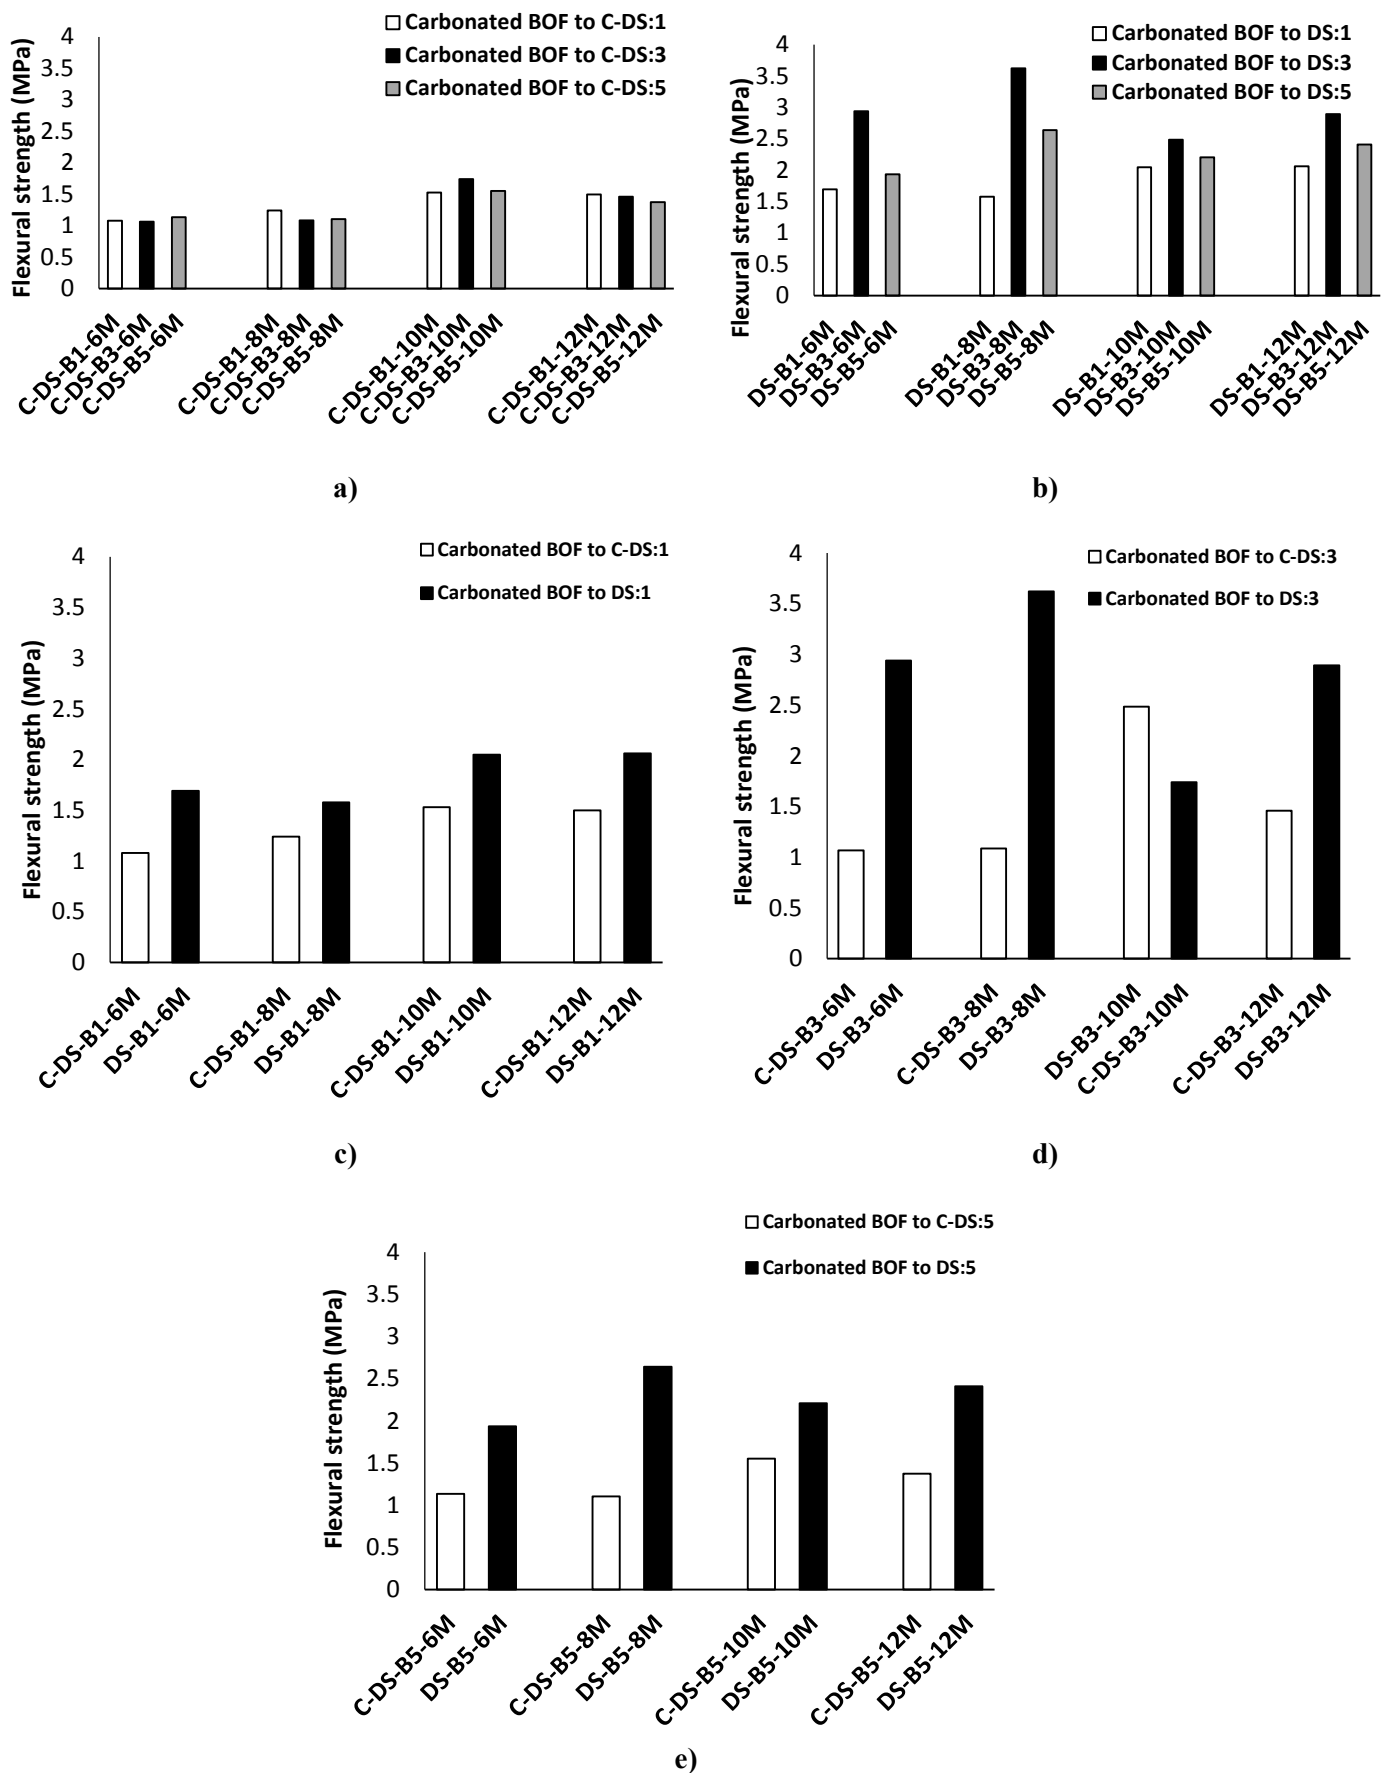 Carbonated BOF to C-DS:1
Carbonated BOF to C-DS:3
Carbonated BOF to C-DS:5
Flexural strength (MPa)
4
3.5
3
2.5
2
1.5
1
0.5
0
C-DS-B1-6M
C-DS-B3-6M
C-DS-B5-6M
C-DS-B1-8M
C-DS-B3-8M
C-DS-B5-8M
C-DS-B1-10M
C-DS-B3-10M
C-DS-B5-10M
C-DS-B1-12M
C-DS-B3-12M
C-DS-B5-12M
a)
Carbonated BOF to DS:1
Carbonated BOF to DS:3
Carbonated BOF to DS:5
Flexural strength (MPa)
4
3.5
3
2.5
2
1.5
1
0.5
0
DS-B1-6M
DS-B3-6M
DS-B5-6M
DS-B1-8M
DS-B3-8M
DS-B5-8M
DS-B1-10M
DS-B3-10M
DS-B5-10M
DS-B1-12M
DS-B3-12M
DS-B5-12M
b)
Carbonated BOF to C-DS:1
Carbonated BOF to DS:1
Flexural strength (MPa)
4
3.5
3
2.5
2
1.5
1
0.5
0
C-DS-B1-6M
DS-B1-6M
C-DS-B1-8M
DS-B1-8M
C-DS-B1-10M
DS-B1-10M
C-DS-B1-12M
DS-B1-12M
c)
Carbonated BOF to C-DS:3
Carbonated BOF to DS:3
Flexural strength (MPa)
4
3.5
3
2.5
2
1.5
1
0.5
0
C-DS-B3-6M
DS-B3-6M
C-DS-B3-8M
DS-B3-8M
DS-B3-10M
C-DS-B3-10M
C-DS-B3-12M
DS-B3-12M
d)
Carbonated BOF to C-DS:5
Carbonated BOF to DS:5
Flexural strength (MPa)
4
3.5
3
2.5
2
1.5
1
0.5
0
C-DS-B5-6M
DS-B5-6M
C-DS-B5-8M
DS-B5-8M
C-DS-B5-10M
DS-B5-10M
C-DS-B5-12M
DS-B5-12M
e)